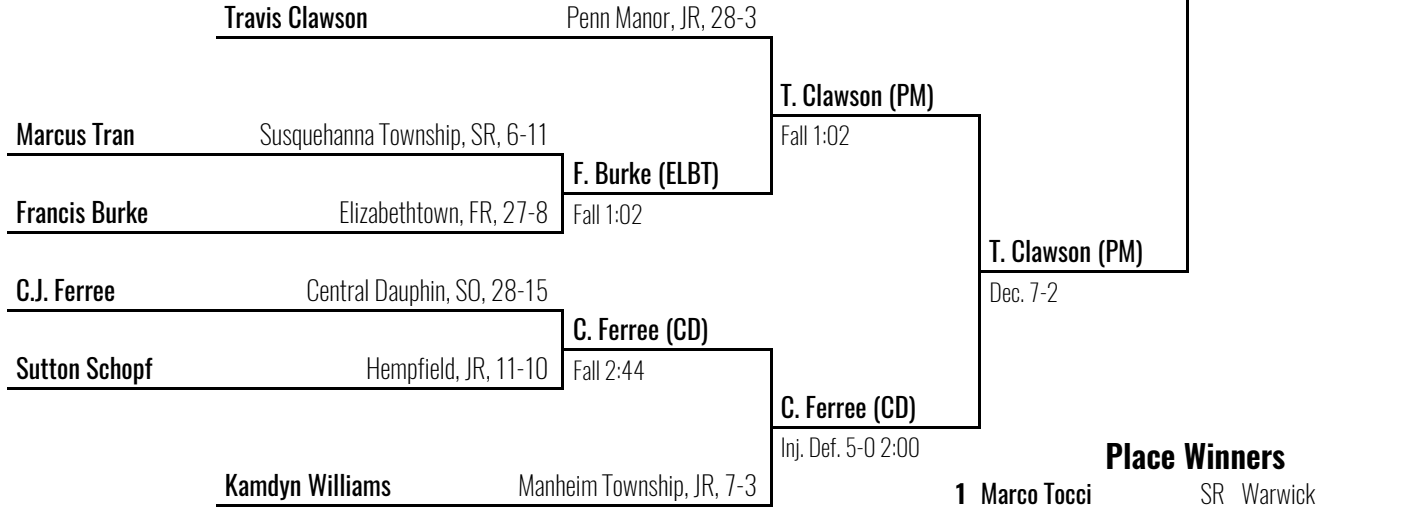 Travis Clawson Penn Manor, JR, 28-3
T. Clawson (PM)
Marcus Tran Susquehanna Township, SR, 6-11
Fall 1:02
F. Burke (ELBT)
Francis Burke Elizabethtown, FR, 27-8
Fall 1:02
T. Clawson (PM)
C.J. Ferree Central Dauphin, SO, 28-15
Dec. 7-2
C. Ferree (CD)
Sutton Schopf Hempfield, JR, 11-10
Fall 2:44
C. Ferree (CD)
Inj. Def. 5-0 2:00
Place Winners
Kamdyn Williams Manheim Township, JR, 7-3
1 Marco Tocci SR Warwick